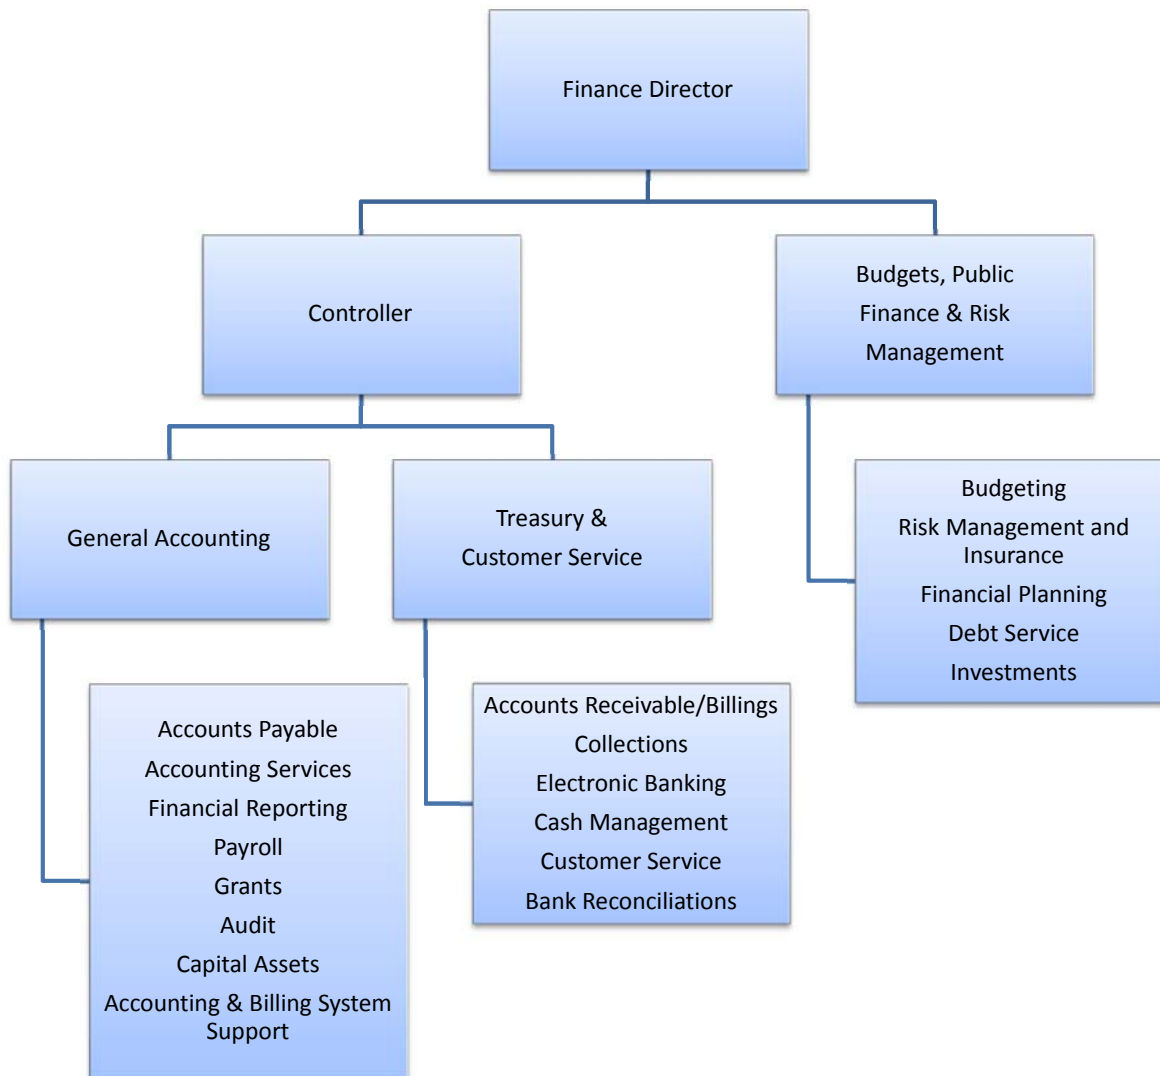 Finance Director
Controller
Budgets, Public
Finance & Risk
Management
General Accounting
Treasury &
Customer Service
Budgeting
Risk Management and
Insurance
Financial Planning
Debt Service
Investments
Accounts Payable
Accounting Services
Financial Reporting
Payroll
Grants
Audit
Capital Assets
Accounting & Billing System
Support
Accounts Receivable/Billings
Collections
Electronic Banking
Cash Management
Customer Service
Bank Reconciliations